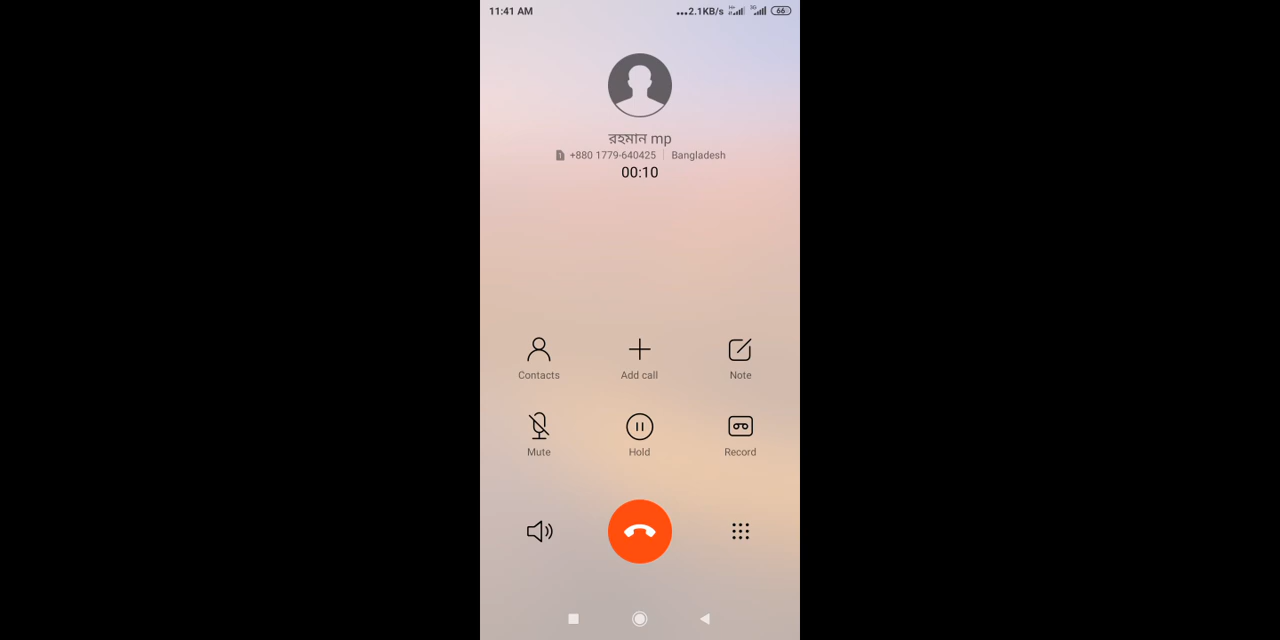 11:41 AM ...2.1KB/s 66
রহমান mp
1 +880 1779-640425 | Bangladesh
00:10
Contacts Add call Note
Mute Hold Record